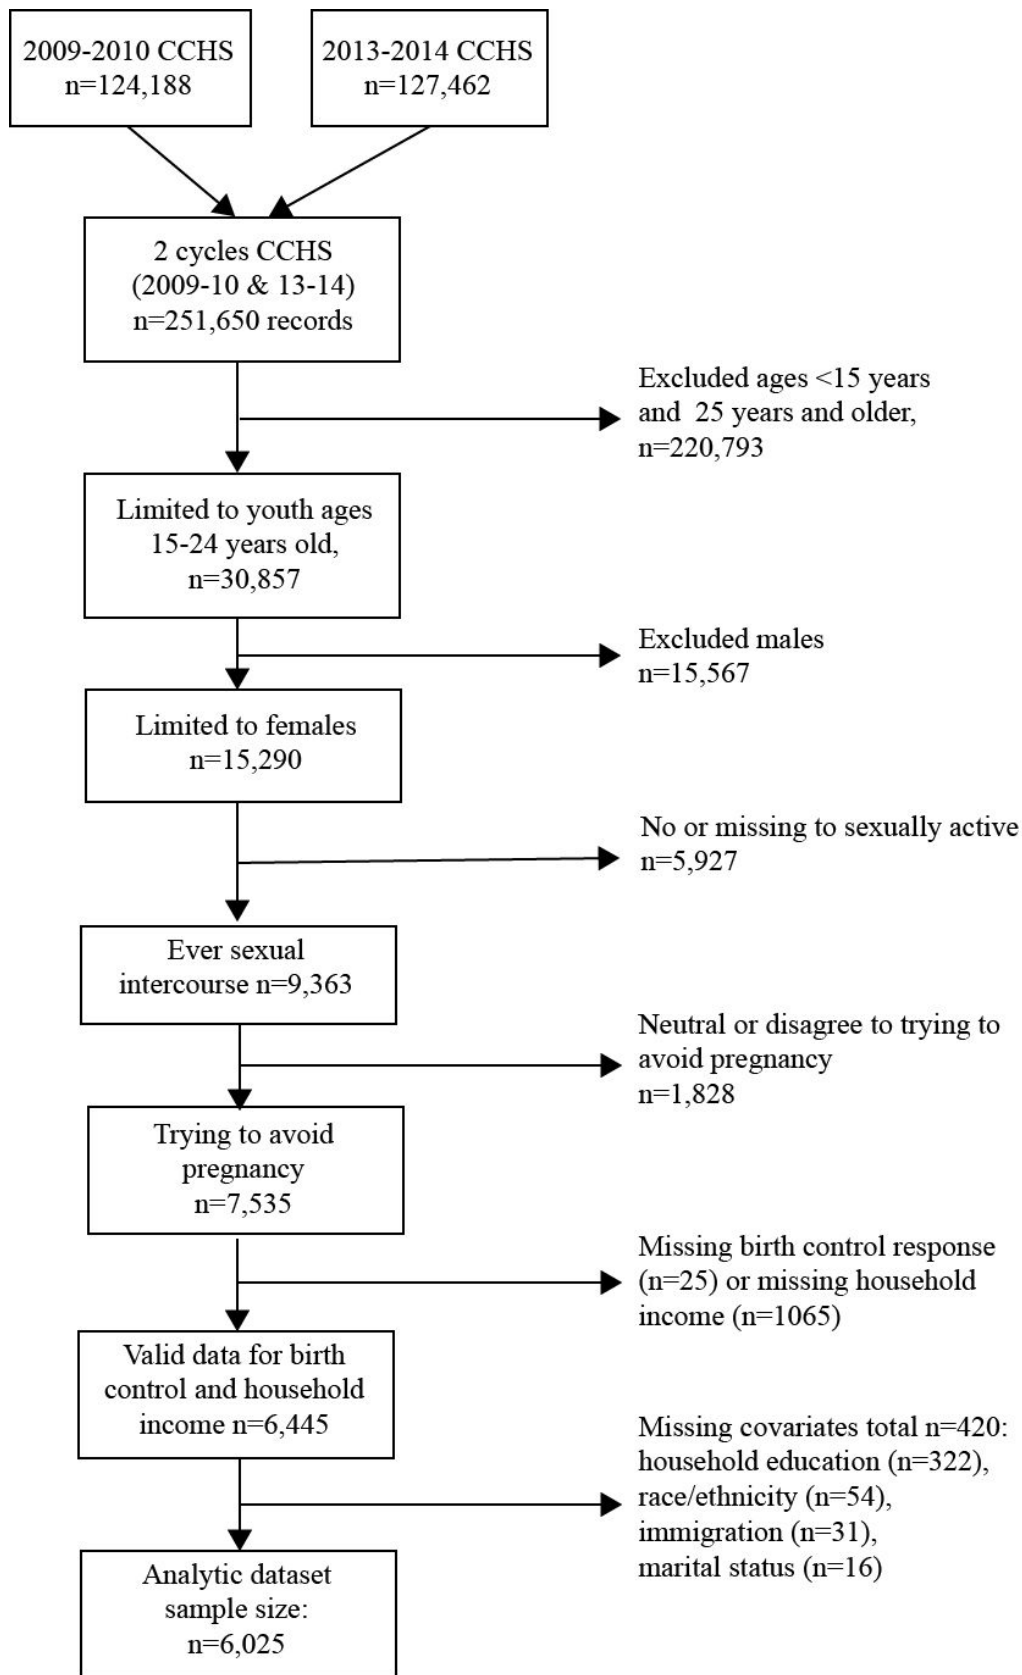 2009-2010 CCHS
n=124,188
2013-2014 CCHS
n=127,462
2 cycles CCHS
(2009-10 & 13-14)
n=251,650 records
Excluded ages <15 years
and 25 years and older,
n=220,793
Limited to youth ages
15-24 years old,
n=30,857
Excluded males
n=15,567
Limited to females
n=15,290
No or missing to sexually active
n=5,927
Ever sexual
intercourse n=9,363
Neutral or disagree to trying to
avoid pregnancy
n=1,828
Trying to avoid
pregnancy
n=7,535
Missing birth control response
(n=25) or missing household
income (n=1065)
Valid data for birth
control and household
income n=6,445
Missing covariates total n=420:
household education (n=322),
race/ethnicity (n=54),
immigration (n=31),
marital status (n=16)
Analytic dataset
sample size:
n=6,025